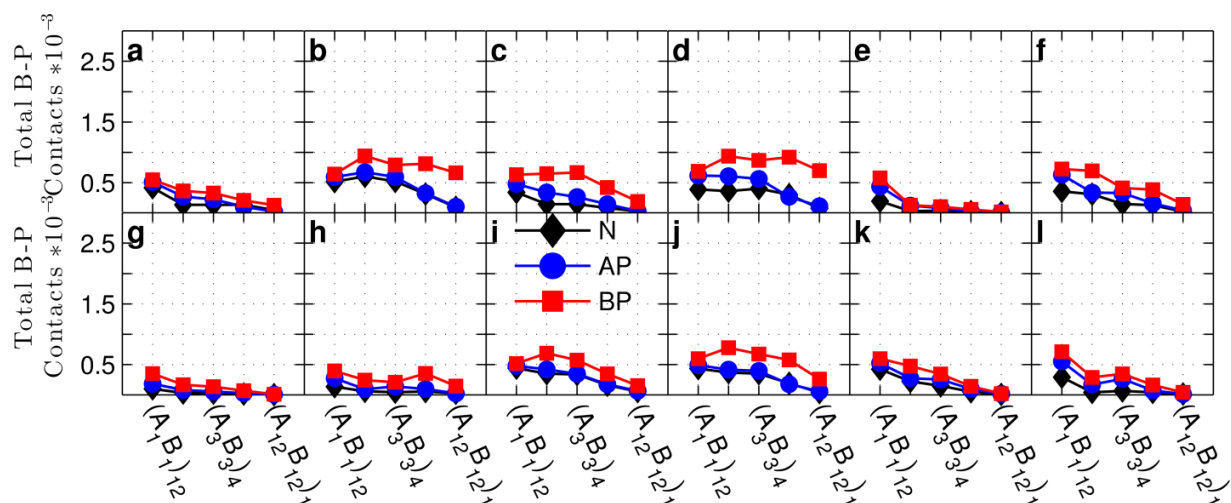 Total B-P
Contacts *10⁻³
2.5
1.5
0.5
a
b
c
d
e
f
Total B-P
Contacts *10⁻³
2.5
1.5
0.5
g
h
i
j
k
l
N
AP
BP
(A₁B₁)₁₂
(A₃B₃)₄
(A₁₂B₁₂)₁
(A₁B₁)₁₂
(A₃B₃)₄
(A₁₂B₁₂)₁
(A₁B₁)₁₂
(A₃B₃)₄
(A₁₂B₁₂)₁
(A₁B₁)₁₂
(A₃B₃)₄
(A₁₂B₁₂)₁
(A₁B₁)₁₂
(A₃B₃)₄
(A₁₂B₁₂)₁
(A₁B₁)₁₂
(A₃B₃)₄
(A₁₂B₁₂)₁